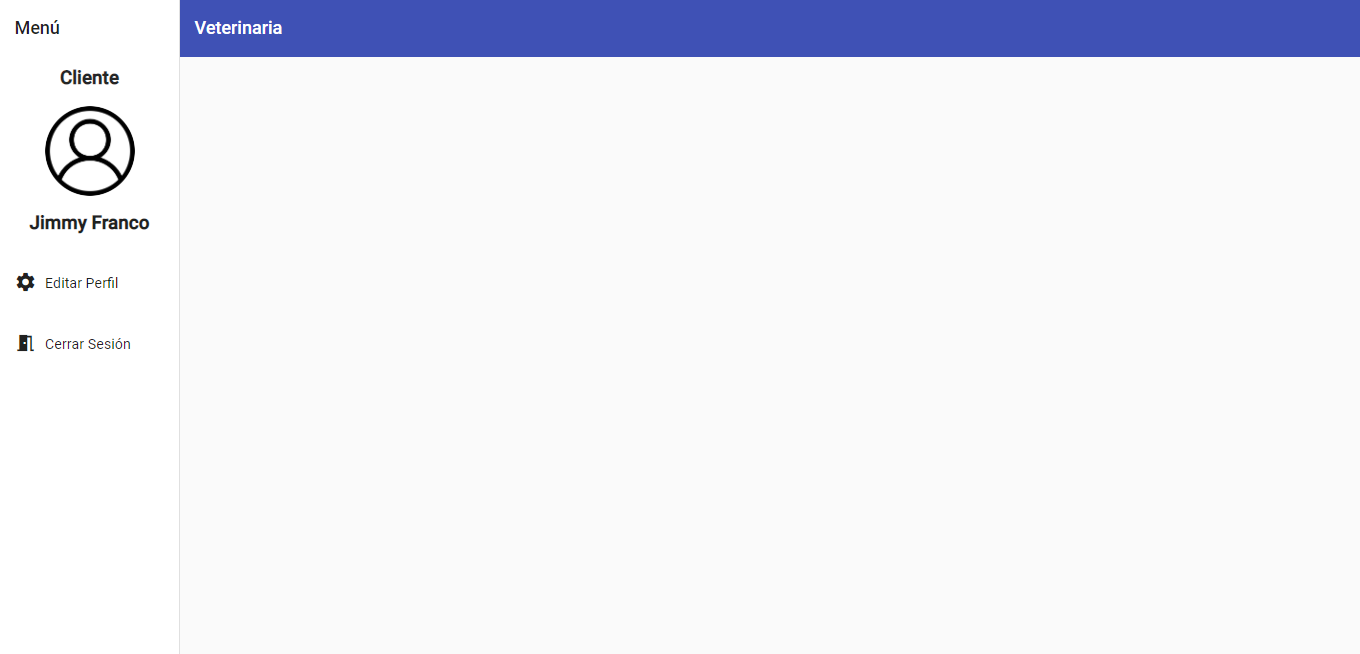 Menú
Veterinaria
Cliente
Jimmy Franco
Editar Perfil
Cerrar Sesión